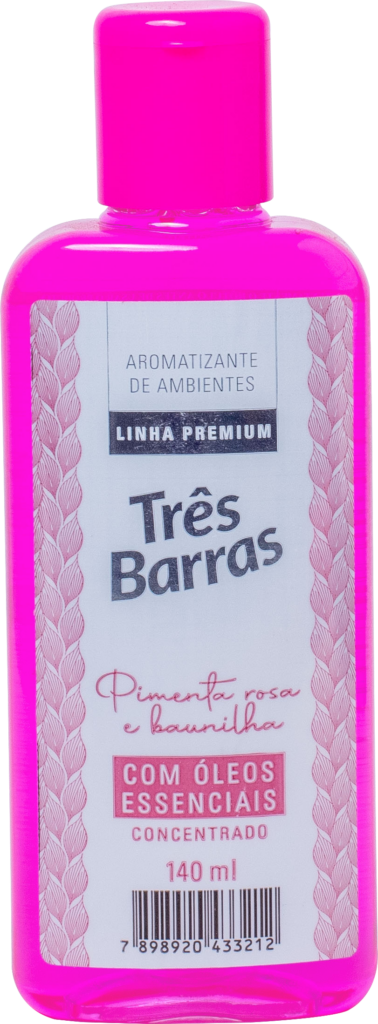 AROMATIZANTE
DE AMBIENTES
LINHA PREMIUM
Três
Barras
Pimenta rosa
e baunilha
COM ÓLEOS
ESSENCIAIS
CONCENTRADO
140 ml
7 898920 433212